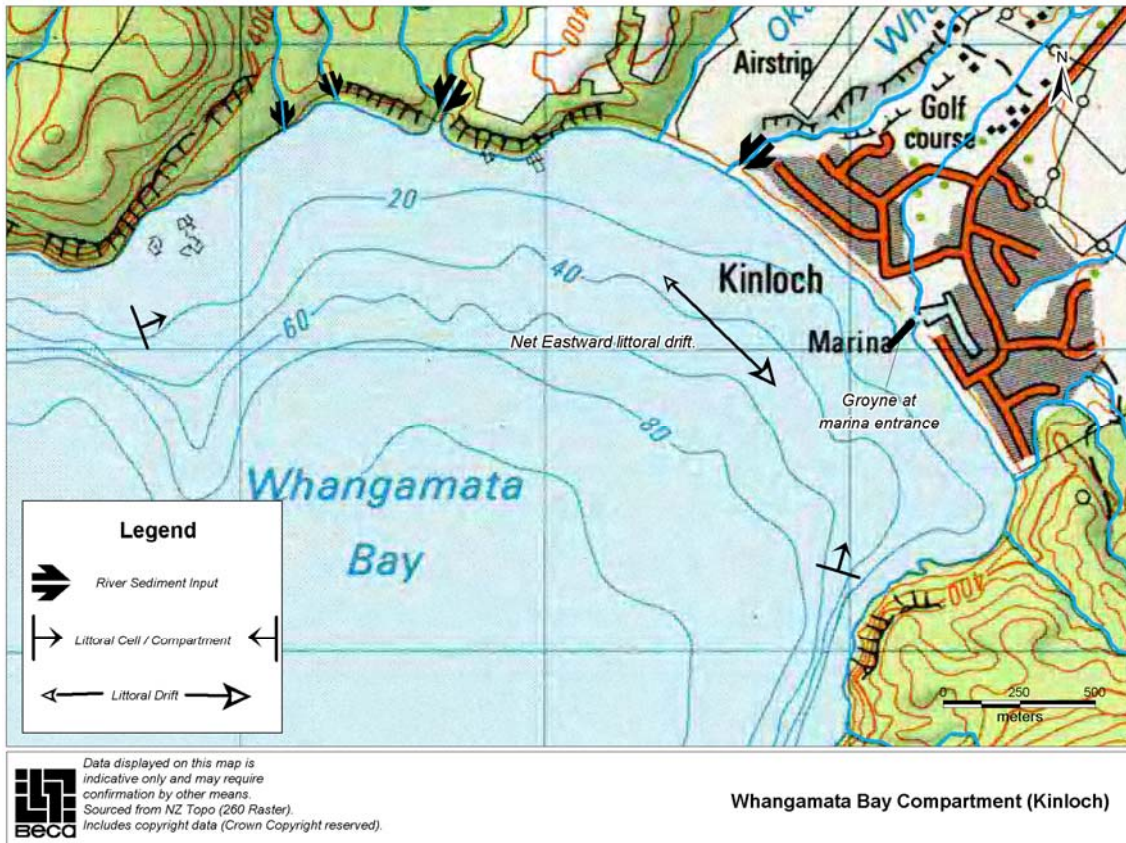 400
400
Oka
Wha
Airstrip
N
Golf
course
20
40
Kinloch
60
Net Eastward littoral drift.
Marina
Groyne at
marina entrance
80
Whangamata
Bay
400
Legend
River Sediment Input
Littoral Cell / Compartment
Littoral Drift
0 250 500
meters
Beca
Data displayed on this map is
indicative only and may require
confirmation by other means.
Sourced from NZ Topo (260 Raster).
Includes copyright data (Crown Copyright reserved).
Whangamata Bay Compartment (Kinloch)